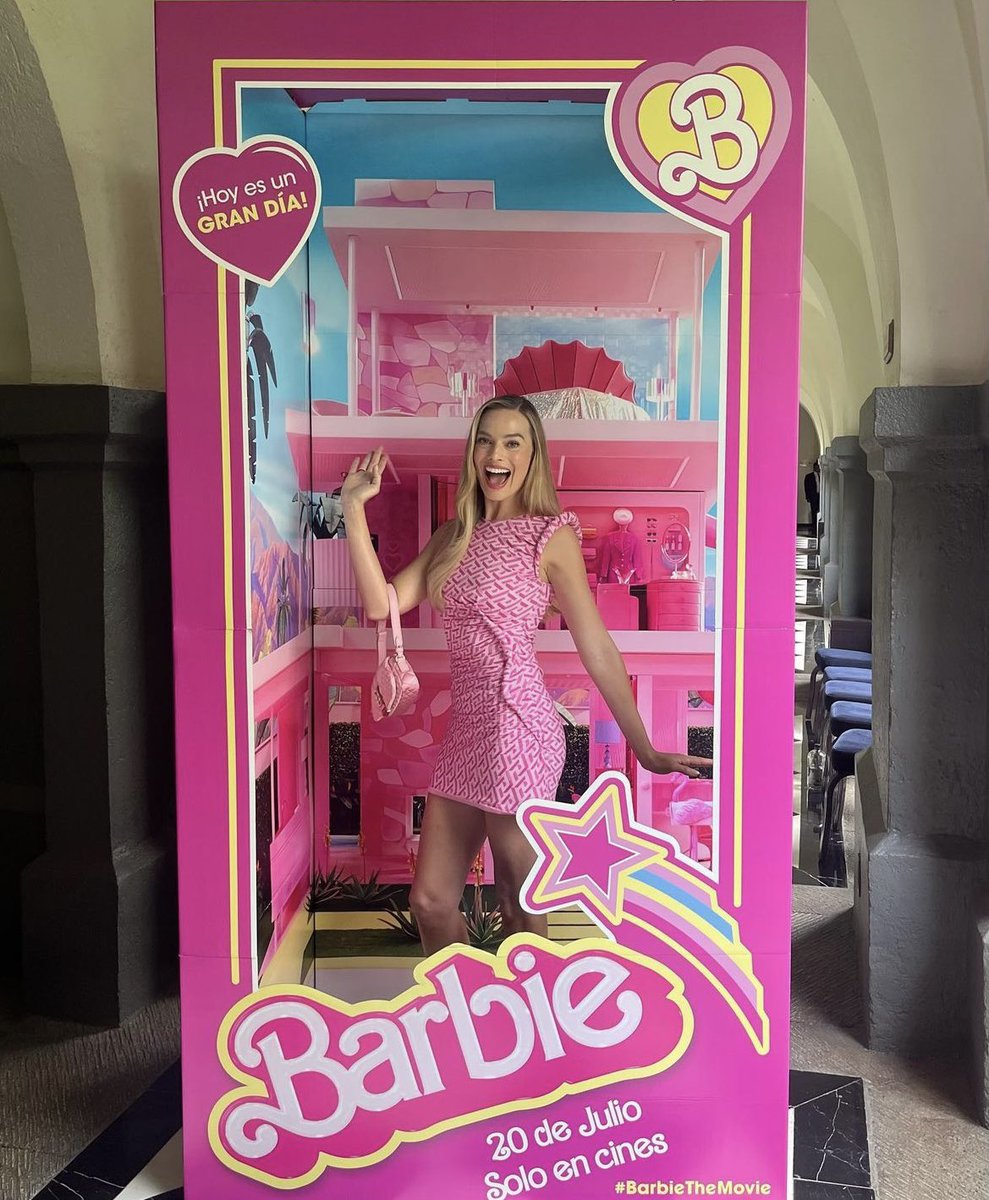 ¡Hoy es un
GRAN DÍA!
B
Barbie
20 de Julio
Solo en cines
#BarbieTheMovie